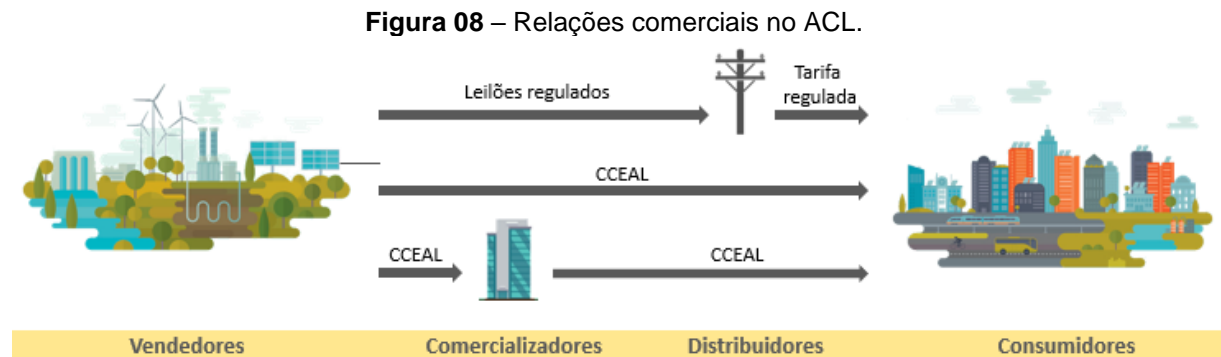 Figura 08 – Relações comerciais no ACL.
Leilões regulados
Tarifa
regulada
CCEAL
CCEAL
CCEAL
Vendedores
Comercializadores
Distribuidores
Consumidores